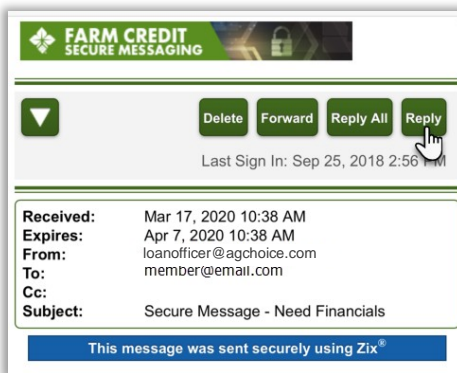 FARM CREDIT
SECURE MESSAGING
Delete Forward Reply All Reply
Last Sign In: Sep 25, 2018 2:56 PM
Received: Mar 17, 2020 10:38 AM
Expires: Apr 7, 2020 10:38 AM
From: loanofficer@agchoice.com
To: member@email.com
Cc:
Subject: Secure Message - Need Financials
This message was sent securely using Zix®